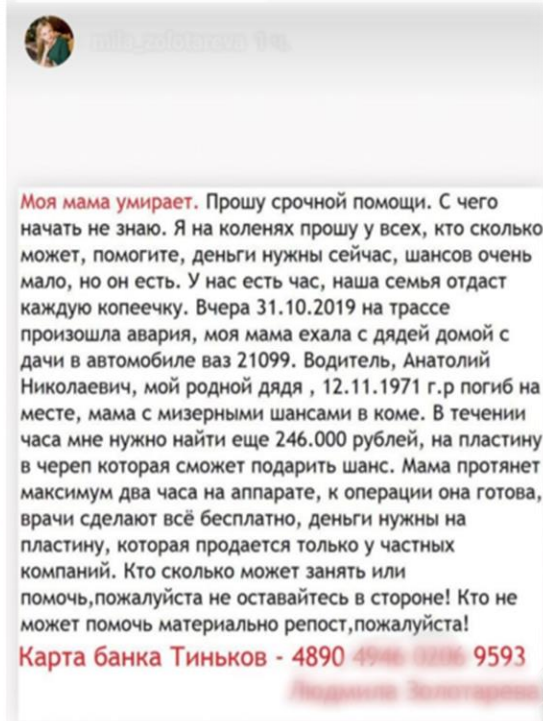 Моя мама умирает. Прошу срочной помощи. С чего
начать не знаю. Я на коленях прошу у всех, кто сколько
может, помогите, деньги нужны сейчас, шансов очень
мало, но он есть. У нас есть час, наша семья отдаст
каждую копеечку. Вчера 31.10.2019 на трассе
произошла авария, моя мама ехала с дядей домой с
дачи в автомобиле ваз 21099. Водитель, Анатолий
Николаевич, мой родной дядя , 12.11.1971 г.р погиб на
месте, мама с мизерными шансами в коме. В течении
часа мне нужно найти еще 246.000 рублей, на пластину
в череп которая сможет подарить шанс. Мама протянет
максимум два часа на аппарате, к операции она готова,
врачи сделают всё бесплатно, деньги нужны на
пластину, которая продается только у частных
компаний. Кто сколько может занять или
помочь,пожалуйста не оставайтесь в стороне! Кто не
может помочь материально репост,пожалуйста!
Карта банка Тиньков - 4890 9593